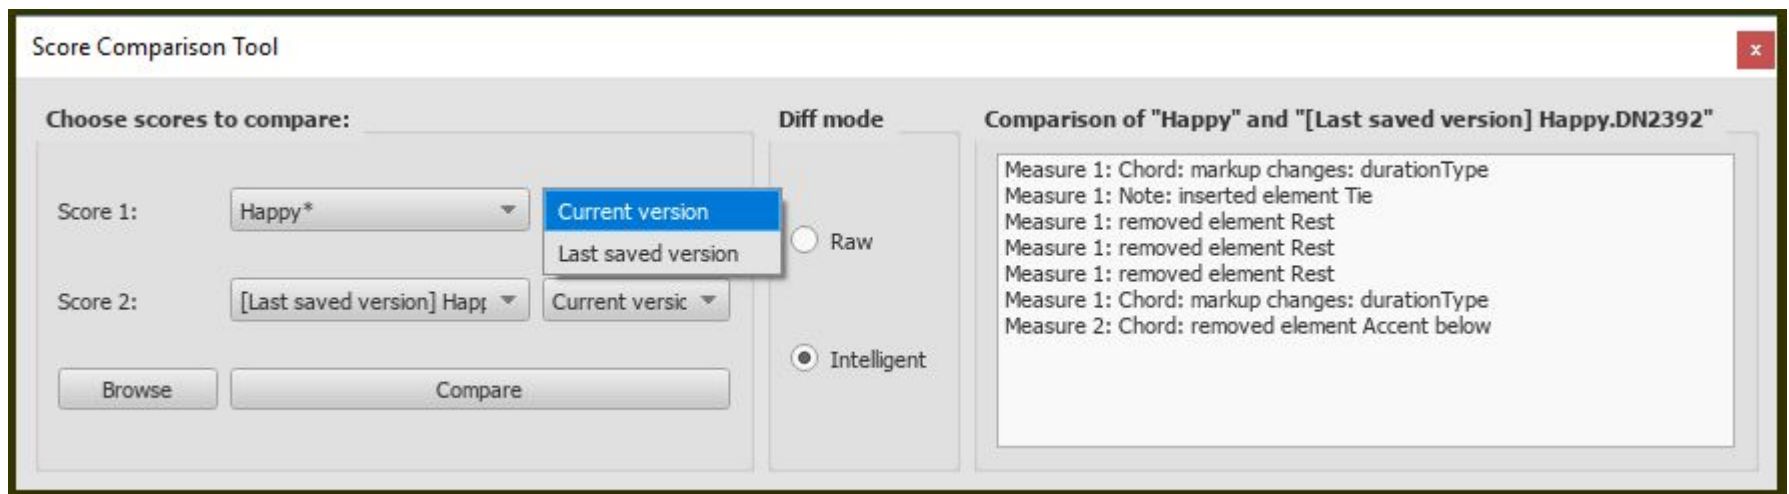 Score Comparison Tool
x
Choose scores to compare:
Score 1:
Happy*
Current version
Last saved version
Score 2:
[Last saved version] Hap
Current versic
Browse
Compare
Diff mode
Raw
Intelligent
Comparison of "Happy" and "[Last saved version] Happy.DN2392"
Measure 1: Chord: markup changes: durationType
Measure 1: Note: inserted element Tie
Measure 1: removed element Rest
Measure 1: removed element Rest
Measure 1: removed element Rest
Measure 1: Chord: markup changes: durationType
Measure 2: Chord: removed element Accent below